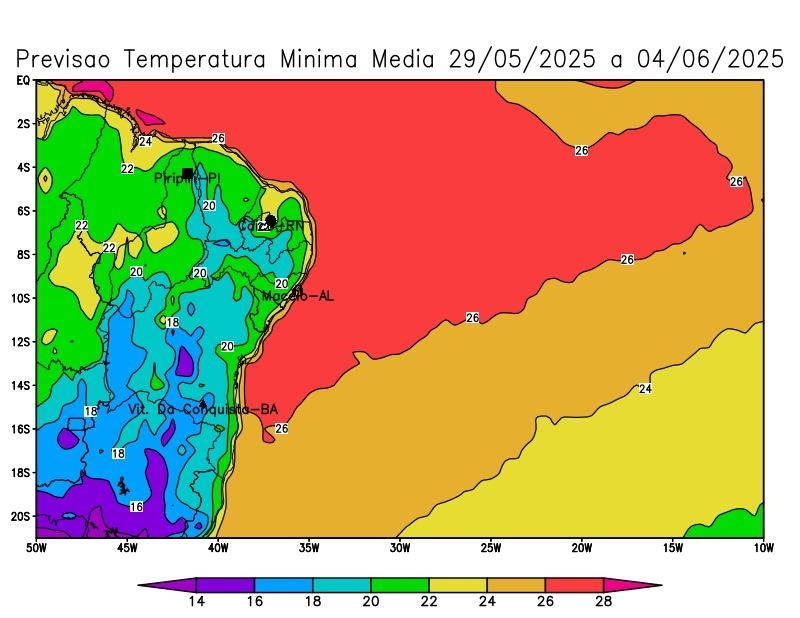 Previsao Temperatura Minima Media 29/05/2025 a 04/06/2025
EQ
2S
4S
6S
8S
10S
12S
14S
16S
18S
20S
26
24
22
26
26
Piripiri-PI
20
22
22
Caico-RN
26
20
20
20
Maceio-AL
26
18
20
24
18
Vit. Da Conquista-BA
26
18
16
50W 45W 40W 35W 30W 25W 20W 15W 10W
14 16 18 20 22 24 26 28